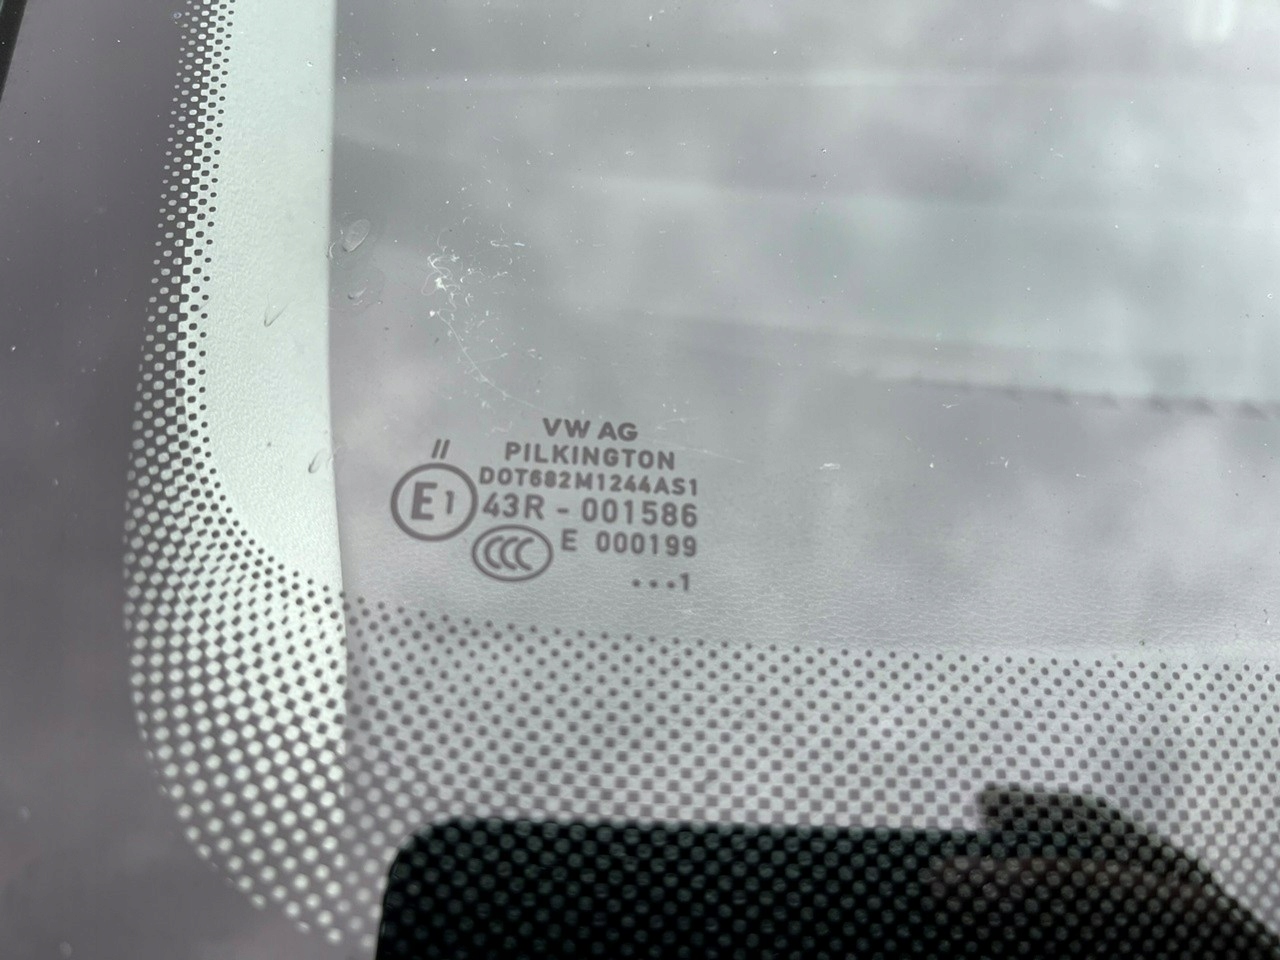 VW AG
PILKINGTON
//
DOT682M1244AS1
E1 43R - 001586
CCC E 000199
...1